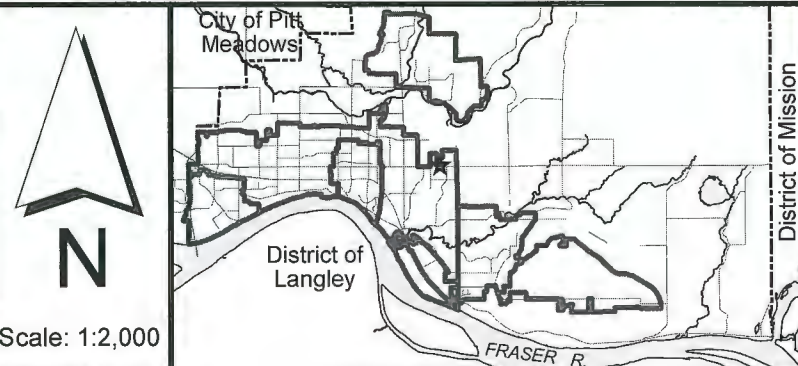 City of Pitt
Meadows
District of Mission
District of
Langley
N
Scale: 1:2,000
FRASER R.